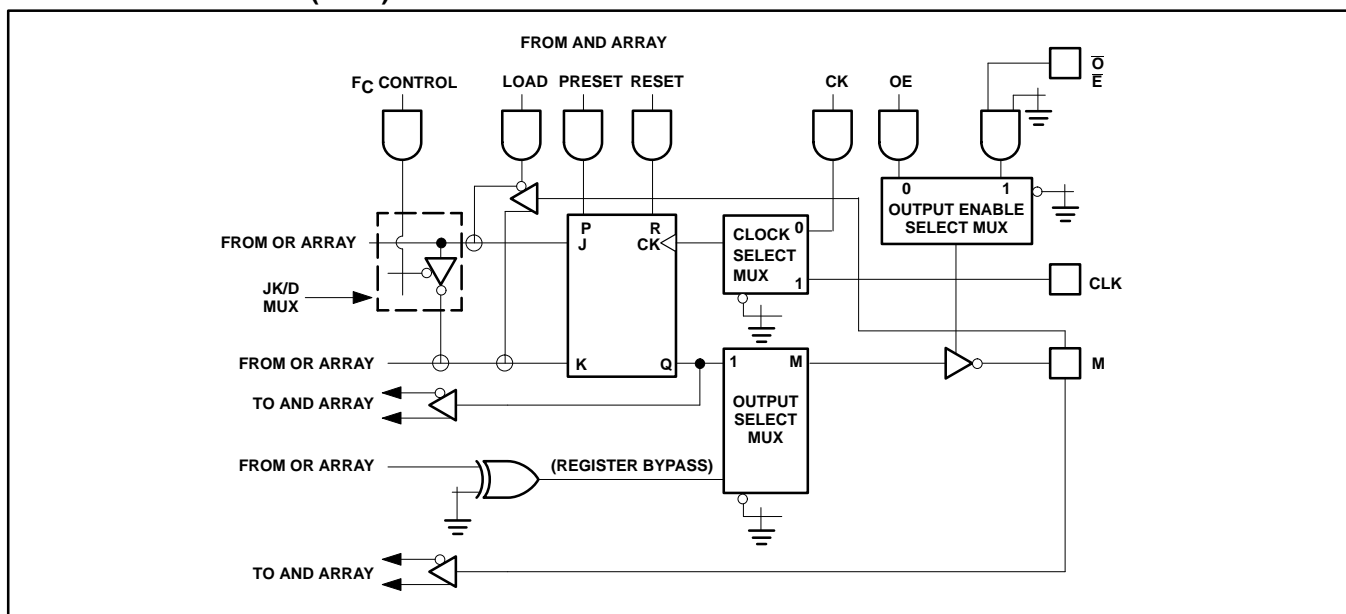 FROM AND ARRAY
FC CONTROL
LOAD
PRESET
RESET
CK
OE
O
E
0
1
OUTPUT ENABLE
SELECT MUX
P
R
J
CK
CLOCK
SELECT
MUX
0
1
FROM OR ARRAY
JK/D
MUX
CLK
FROM OR ARRAY
K
Q
1
M
M
OUTPUT
SELECT
MUX
TO AND ARRAY
FROM OR ARRAY
(REGISTER BYPASS)
TO AND ARRAY